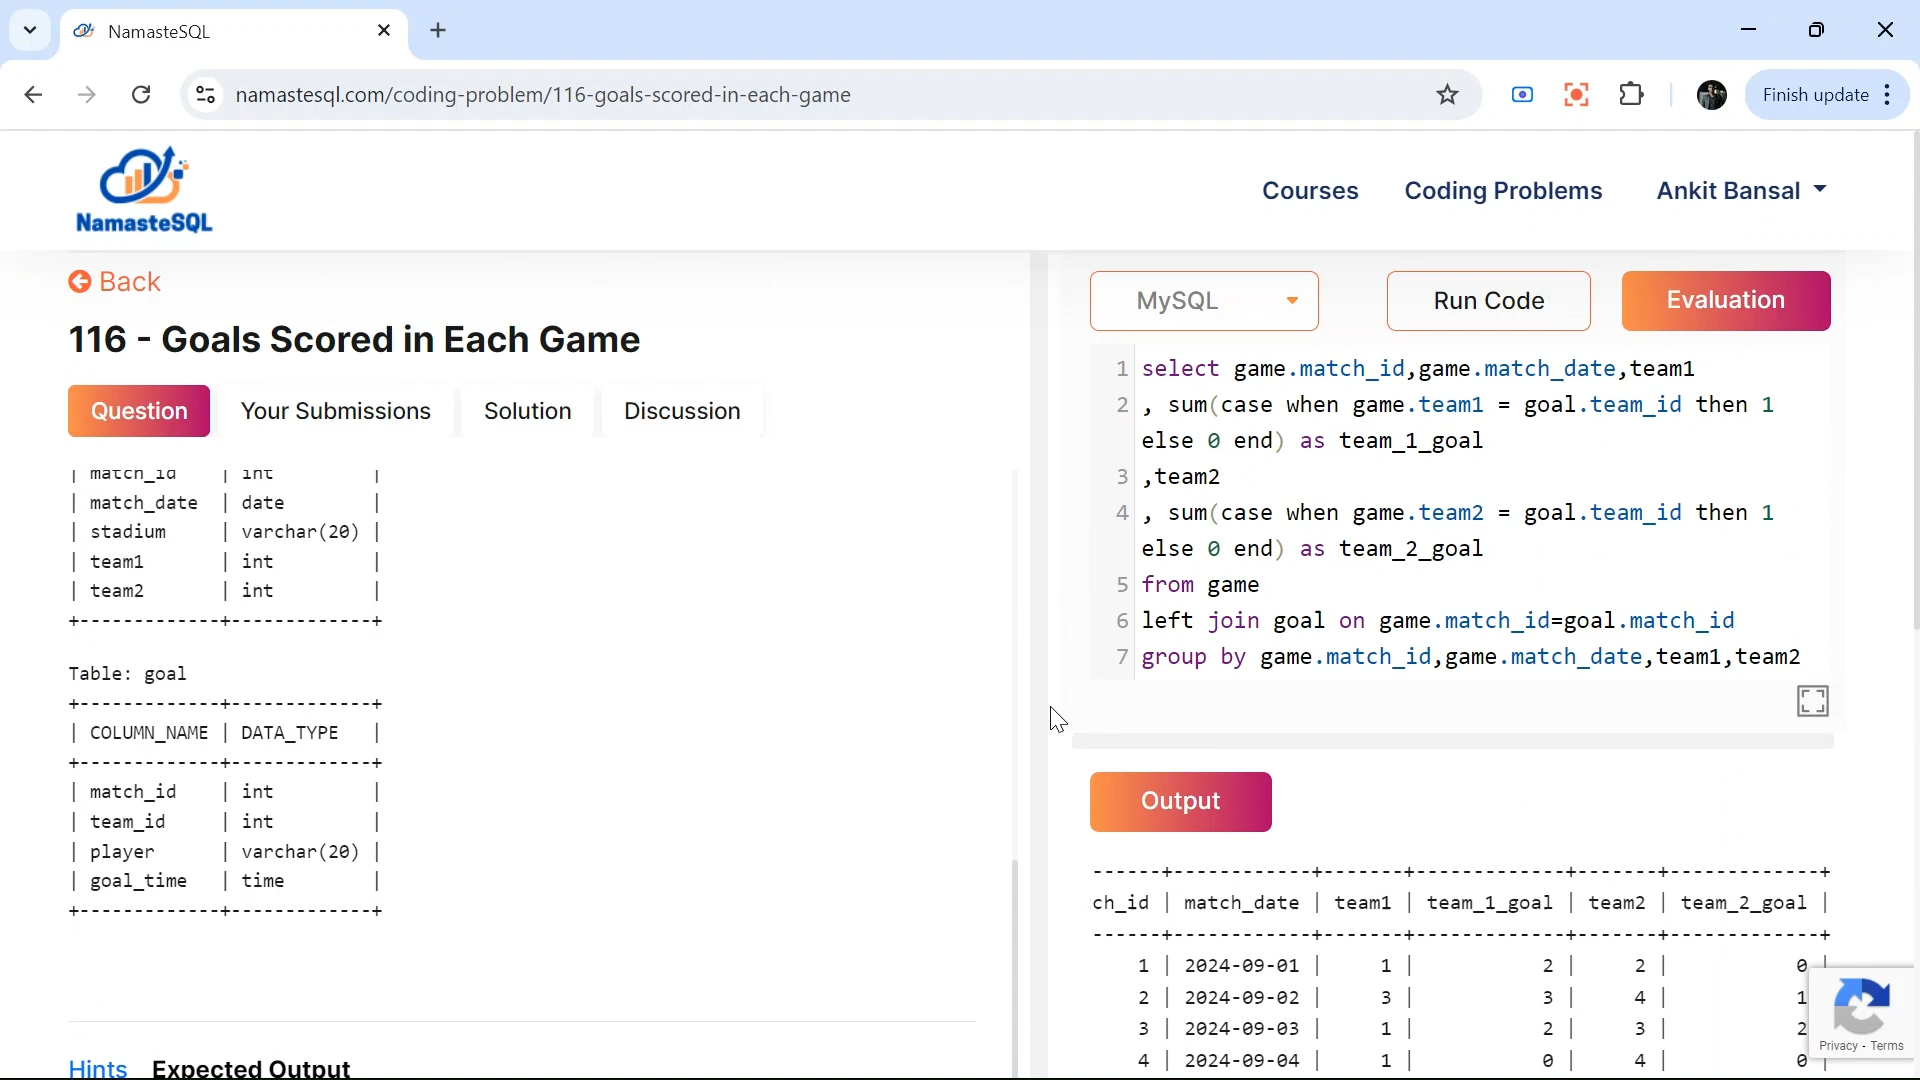 NamasteSQL
namastesql.com/coding-problem/116-goals-scored-in-each-game
Finish update
NamasteSQL
Courses
Coding Problems
Ankit Bansal
Back
116 - Goals Scored in Each Game
Question
Your Submissions
Solution
Discussion
| match_id | int |
| match_date | date |
| stadium | varchar(20) |
| team1 | int |
| team2 | int |
+-------------+-------------+
Table: goal
+-------------+-------------+
| COLUMN_NAME | DATA_TYPE |
+-------------+-------------+
| match_id | int |
| team_id | int |
| player | varchar(20) |
| goal_time | time |
+-------------+-------------+
Hints Expected Output
MySQL
Run Code
Evaluation
1 select game.match_id,game.match_date,team1
2 , sum(case when game.team1 = goal.team_id then 1
else 0 end) as team_1_goal
3 ,team2
4 , sum(case when game.team2 = goal.team_id then 1
else 0 end) as team_2_goal
5 from game
6 left join goal on game.match_id=goal.match_id
7 group by game.match_id,game.match_date,team1,team2
Output
------+------------+-------+-------------+-------+-------------+
ch_id | match_date | team1 | team_1_goal | team2 | team_2_goal |
------+------------+-------+-------------+-------+-------------+
1 | 2024-09-01 | 1 | 2 | 2 | 0 |
2 | 2024-09-02 | 3 | 3 | 4 | 1
3 | 2024-09-03 | 1 | 2 | 3 | 2
4 | 2024-09-04 | 1 | 0 | 4 | 0
Privacy - Terms